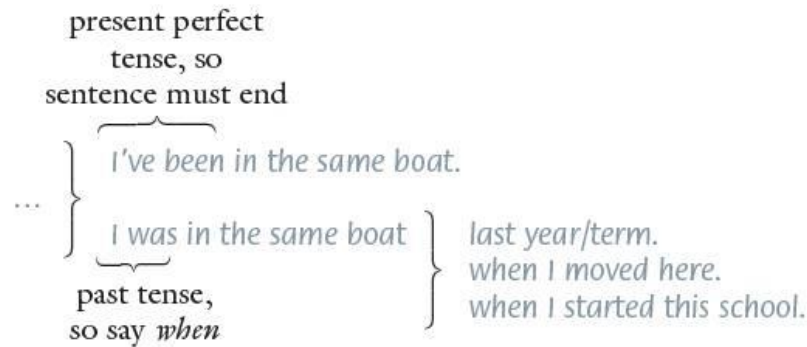 present perfect
tense, so
sentence must end
I've been in the same boat.
...
I was in the same boat
last year/term.
when I moved here.
when I started this school.
past tense,
so say when